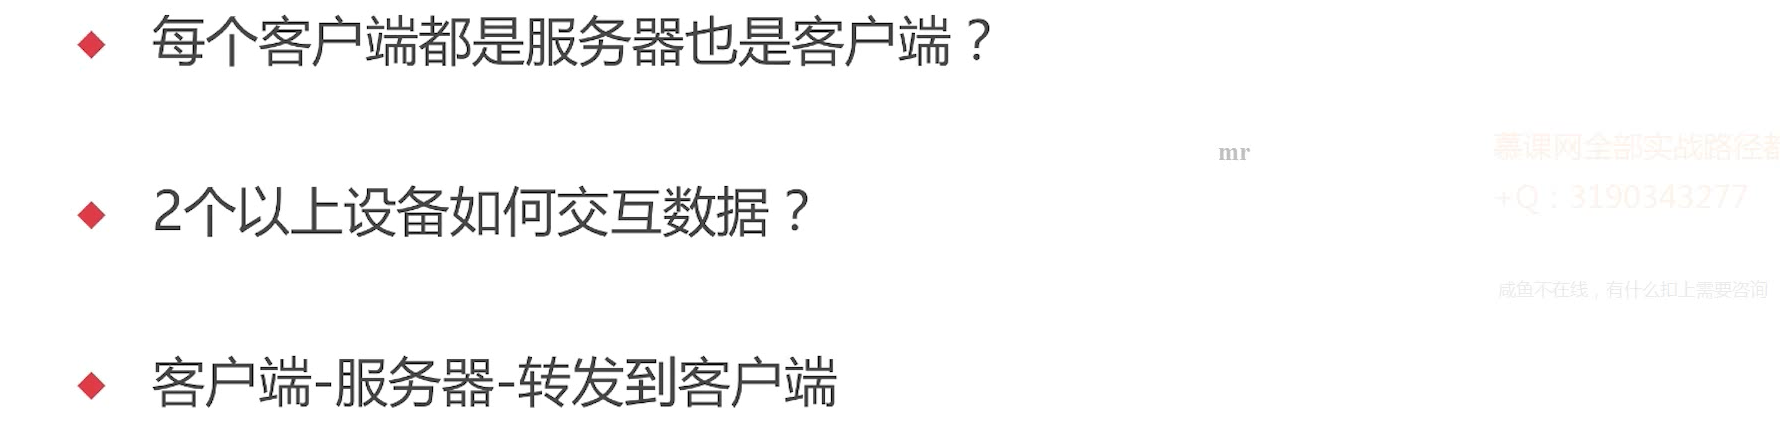 每个客户端都是服务器也是客户端？
mr
慕课网全部实战路径都
+Q：3190343277
2个以上设备如何交互数据？
咸鱼不在线，有什么扣上需要咨询
客户端-服务器-转发到客户端